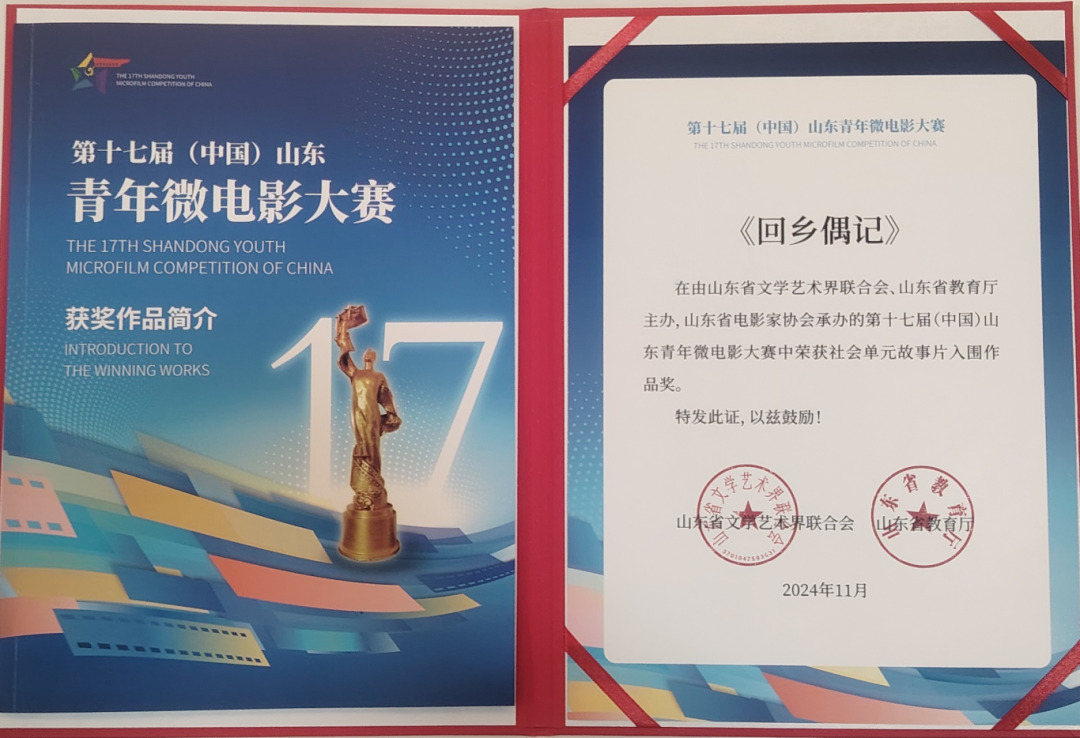 THE 17TH SHANDONG YOUTH
MICROFILM COMPETITION OF CHINA
第十七届（中国）山东
青年微电影大赛
THE 17TH SHANDONG YOUTH
MICROFILM COMPETITION OF CHINA
获奖作品简介
INTRODUCTION TO
THE WINNING WORKS
17
第十七届（中国）山东青年微电影大赛
THE 17TH SHANDONG YOUTH MICROFILM COMPETITION OF CHINA
《回乡偶记》
在由山东省文学艺术界联合会、山东省教育厅
主办,山东省电影家协会承办的第十七届(中国)山
东青年微电影大赛中荣获社会单元故事片入围作
品奖。
特发此证,以兹鼓励!
山东省文学艺术界联合会
山东省教育厅
山东省文学艺术界联合会
山东省教育厅
2024年11月